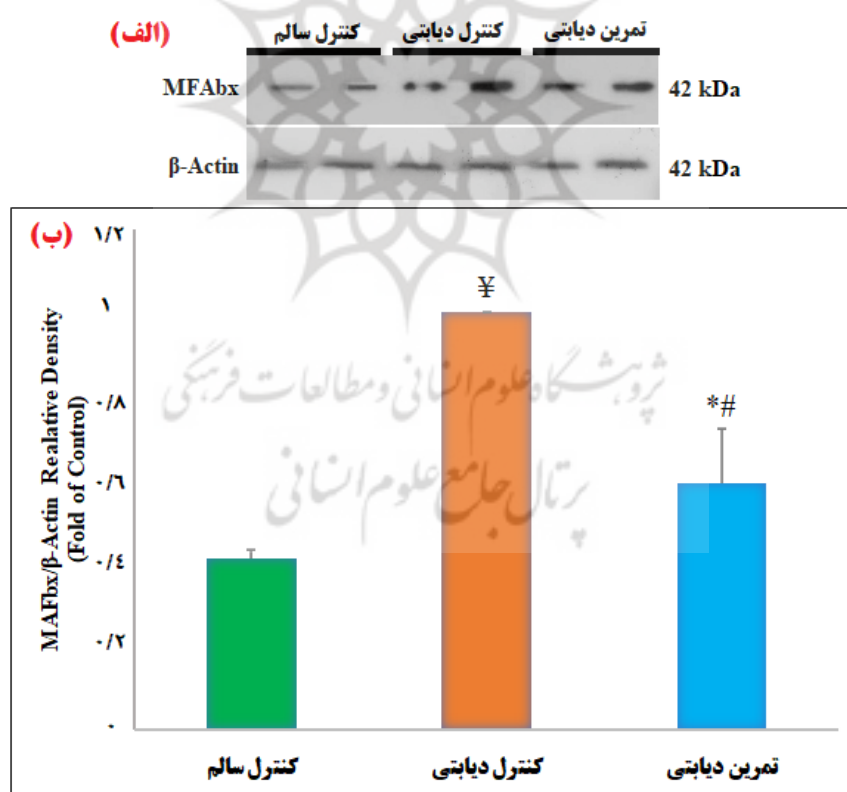 (الف) کنترل سالم کنترل دیابتی تمرین دیابتی
MFAbx 42 kDa
β-Actin 42 kDa
(ب)
MAFbx/β-Actin Realative Density
(Fold of Control)
۱/۲
۱
۰/۸
۰/۶
۰/٤
۰/۲
۰
¥
*#
پژوهشگاه علوم انسانی و مطالعات فرهنگی
پرتال جامع علوم انسانی
کنترل سالم کنترل دیابتی تمرین دیابتی